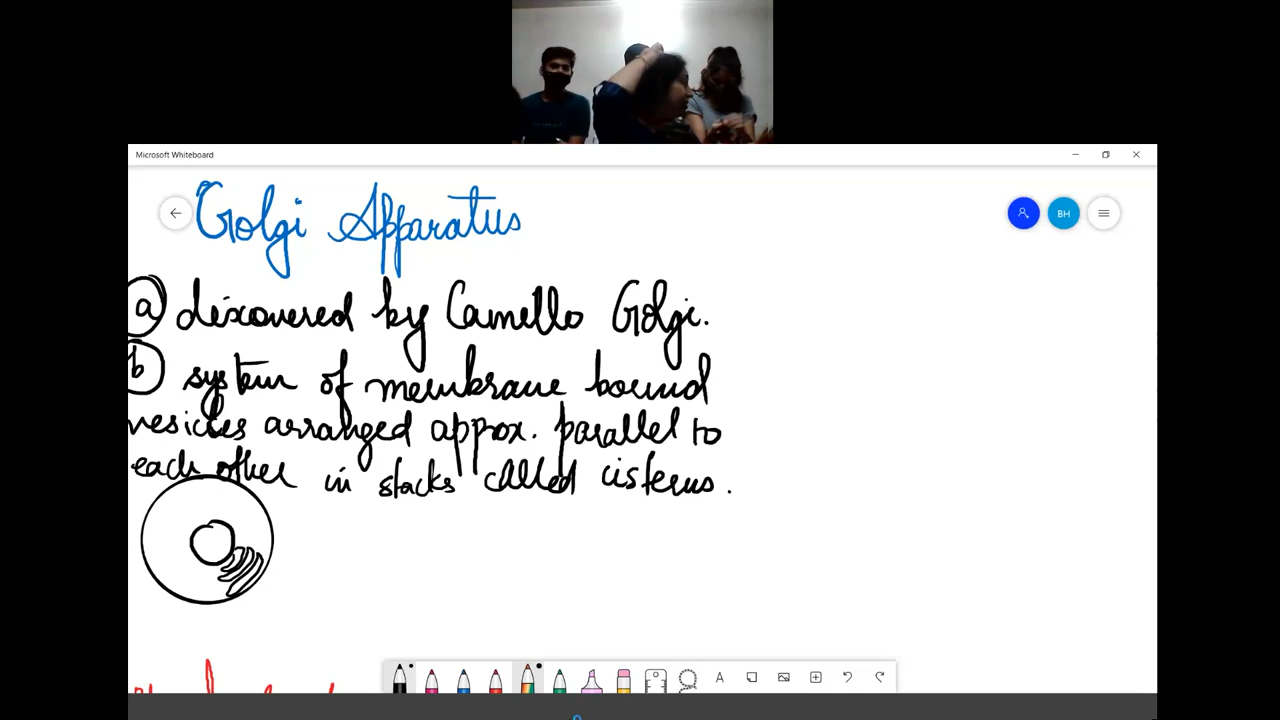 Microsoft Whiteboard
Golgi Apparatus
BH
a discovered by Camello Golgi.
b system of membrane bound
vesicles arranged approx. parallel to
each other in stacks called cisterns.
A